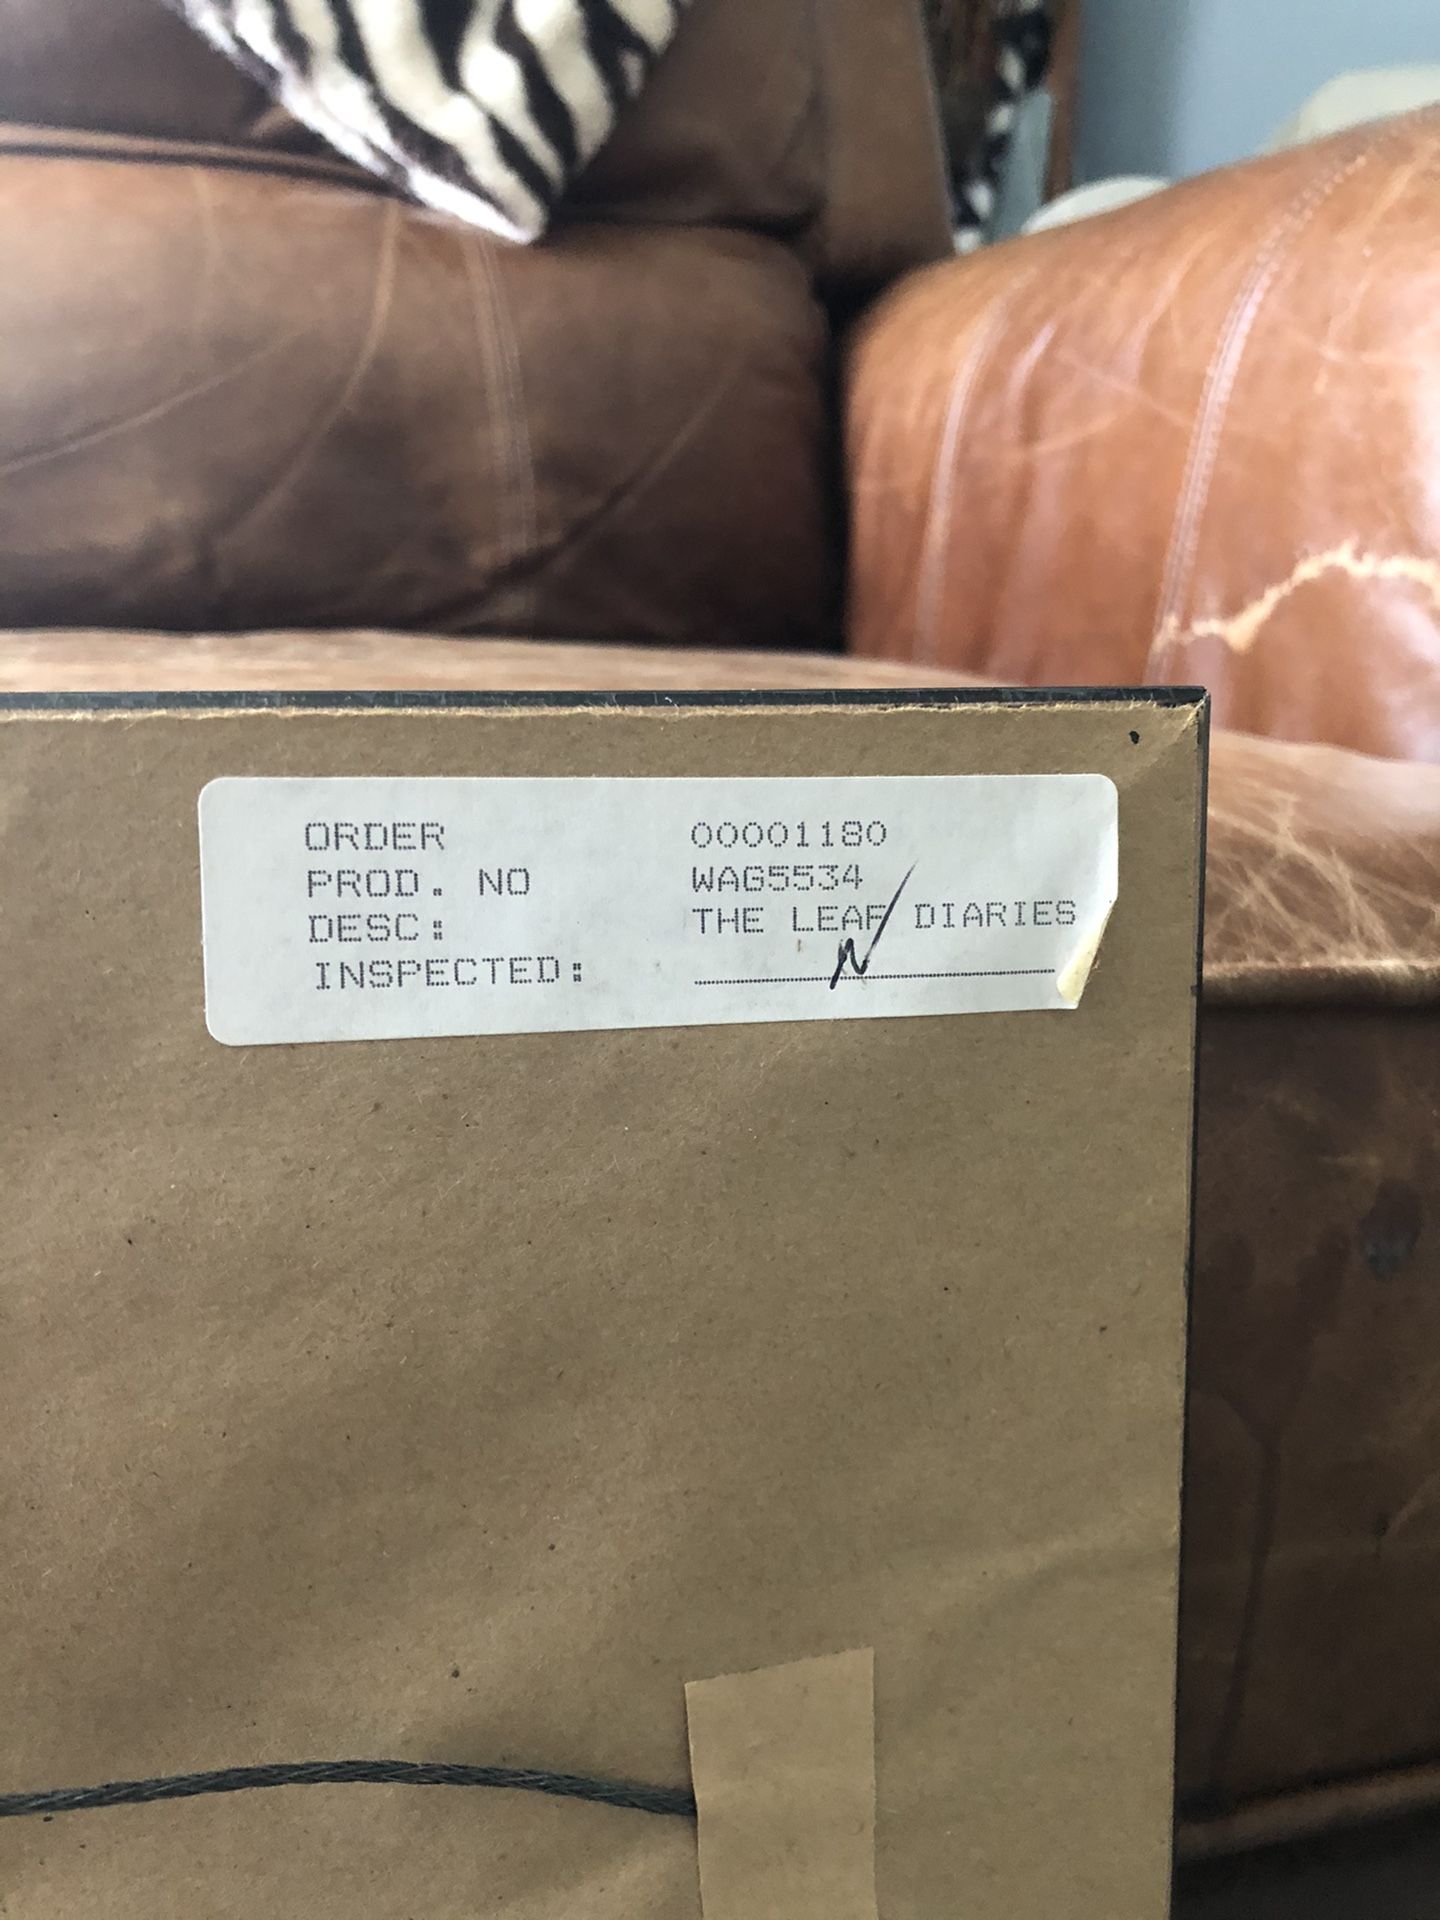 ORDER 00001180
PROD. NO WAG5534
DESC: THE LEAF DIARIES
INSPECTED: N